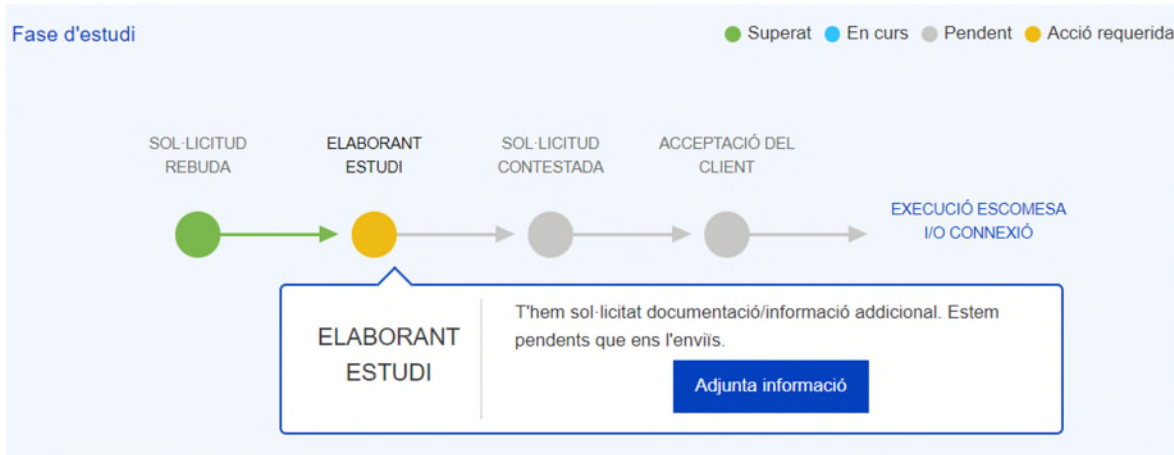 Fase d'estudi
Superat En curs Pendent Acció requerida
SOL·LICITUD
REBUDA
ELABORANT
ESTUDI
SOL·LICITUD
CONTESTADA
ACCEPTACIÓ DEL
CLIENT
EXECUCIÓ ESCOMESA
I/O CONNEXIÓ
ELABORANT
ESTUDI
T'hem sol·licitat documentació/informació addicional. Estem
pendents que ens l'enviïs.
Adjunta informació